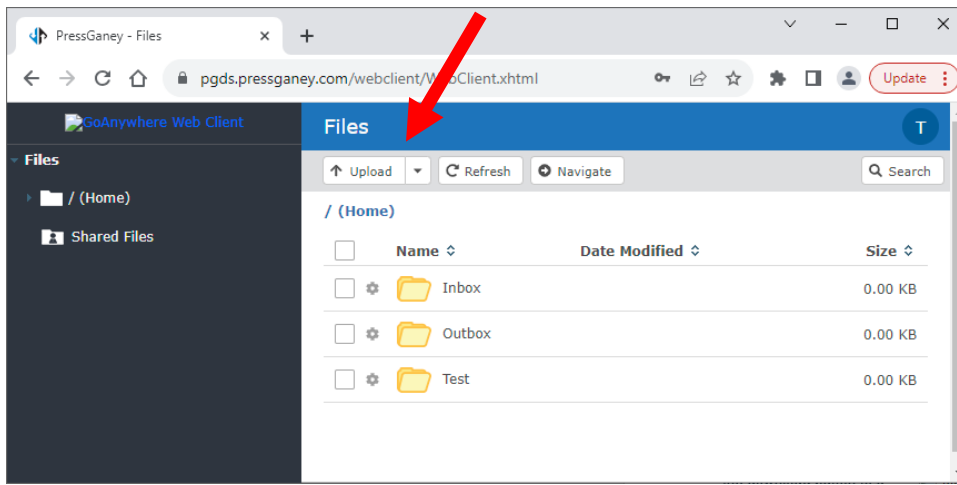 PressGaney - Files
pgds.pressganey.com/webclient/W Client.xhtml
Update
GoAnywhere Web Client
Files
T
Files
Upload
Refresh
Navigate
Search
/ (Home)
Shared Files
/ (Home)
Name
Date Modified
Size
Inbox
0.00 KB
Outbox
0.00 KB
Test
0.00 KB